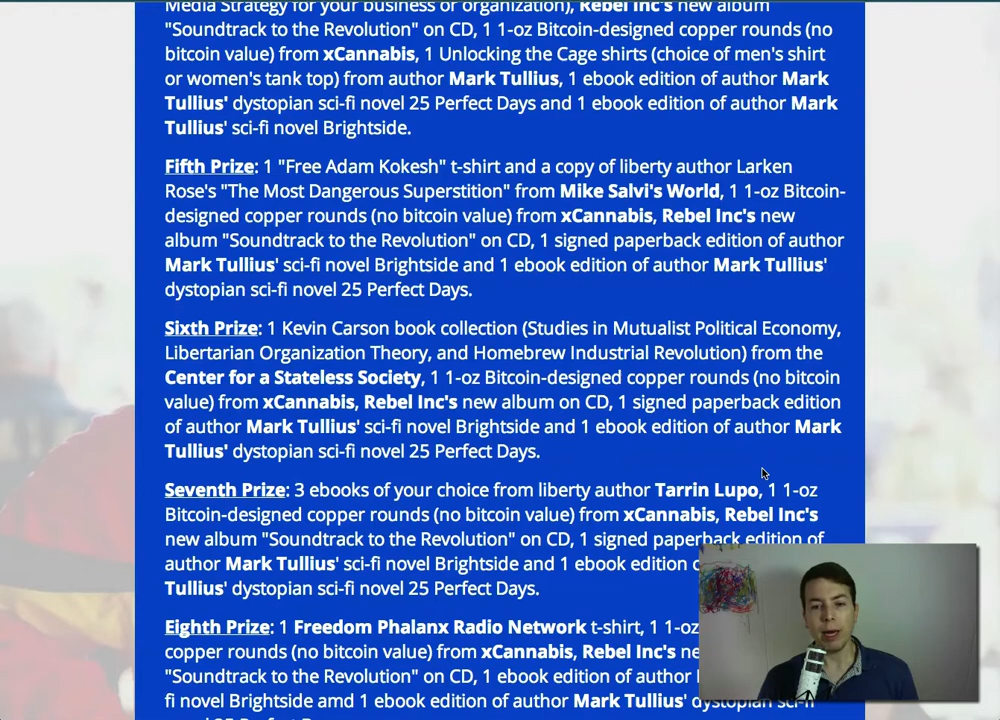 Media Strategy for your business or organization), Rebel Inc's new album
"Soundtrack to the Revolution" on CD, 1 1-oz Bitcoin-designed copper rounds (no
bitcoin value) from xCannabis, 1 Unlocking the Cage shirts (choice of men's shirt
or women's tank top) from author Mark Tullius, 1 ebook edition of author Mark
Tullius' dystopian sci-fi novel 25 Perfect Days and 1 ebook edition of author Mark
Tullius' sci-fi novel Brightside.
Fifth Prize: 1 "Free Adam Kokesh" t-shirt and a copy of liberty author Larken
Rose's "The Most Dangerous Superstition" from Mike Salvi's World, 1 1-oz Bitcoin-
designed copper rounds (no bitcoin value) from xCannabis, Rebel Inc's new
album "Soundtrack to the Revolution" on CD, 1 signed paperback edition of author
Mark Tullius' sci-fi novel Brightside and 1 ebook edition of author Mark Tullius'
dystopian sci-fi novel 25 Perfect Days.
Sixth Prize: 1 Kevin Carson book collection (Studies in Mutualist Political Economy,
Libertarian Organization Theory, and Homebrew Industrial Revolution) from the
Center for a Stateless Society, 1 1-oz Bitcoin-designed copper rounds (no bitcoin
value) from xCannabis, Rebel Inc's new album on CD, 1 signed paperback edition
of author Mark Tullius' sci-fi novel Brightside and 1 ebook edition of author Mark
Tullius' dystopian sci-fi novel 25 Perfect Days.
Seventh Prize: 3 ebooks of your choice from liberty author Tarrin Lupo, 1 1-oz
Bitcoin-designed copper rounds (no bitcoin value) from xCannabis, Rebel Inc's
new album "Soundtrack to the Revolution" on CD, 1 signed paperback edition of
author Mark Tullius' sci-fi novel Brightside and 1 ebook edition
Tullius' dystopian sci-fi novel 25 Perfect Days.
Eighth Prize: 1 Freedom Phalanx Radio Network t-shirt, 1 1-oz
copper rounds (no bitcoin value) from xCannabis, Rebel Inc's
"Soundtrack to the Revolution" on CD, 1 ebook edition of author
fi novel Brightside amd 1 ebook edition of author Mark Tullius' dystopian sci-fi